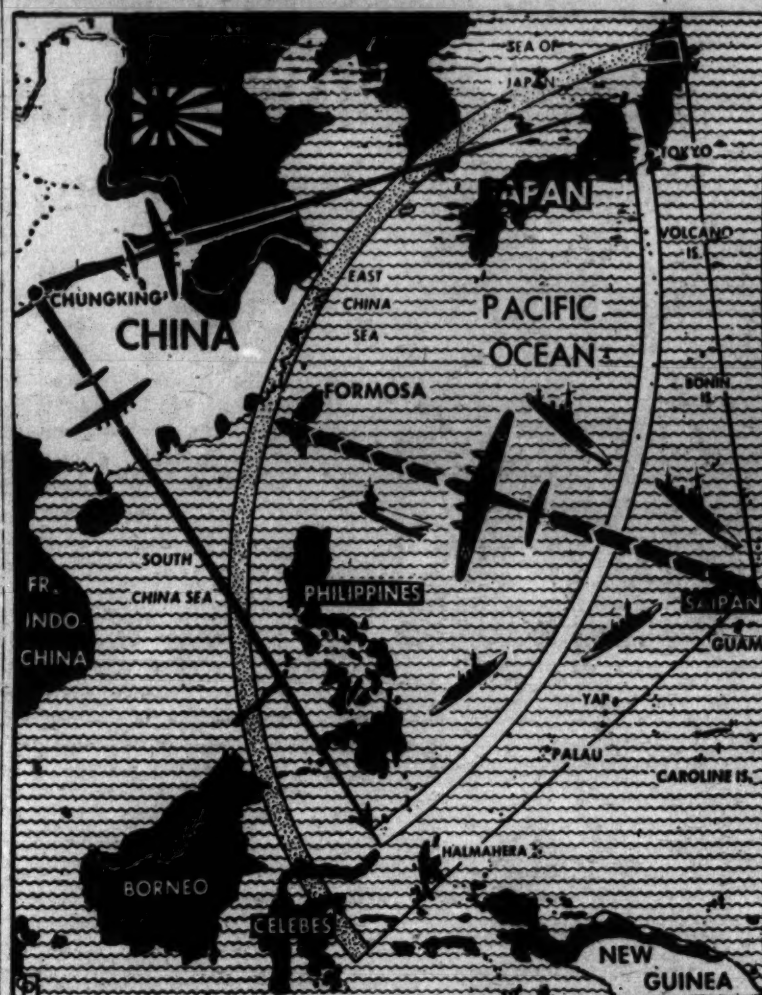 SEA OF
JAPAN
TOKYO
JAPAN
VOLCANO
IS.
CHUNGKING
CHINA
EAST
CHINA
SEA
PACIFIC
OCEAN
BONIN
IS.
FORMOSA
SOUTH
CHINA SEA
FR.
INDO-
CHINA
PHILIPPINES
SAIPAN
GUAM
YAP
PALAU
CAROLINE IS.
HALMAHERA
BORNEO
CELEBES
NEW
GUINEA